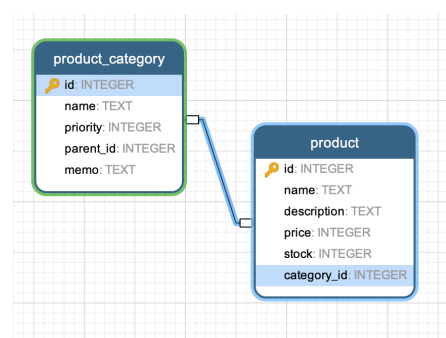 product_category
id: INTEGER
name: TEXT
priority: INTEGER
parent_id: INTEGER
memo: TEXT
product
id: INTEGER
name: TEXT
description: TEXT
price: INTEGER
stock: INTEGER
category_id: INTEGER